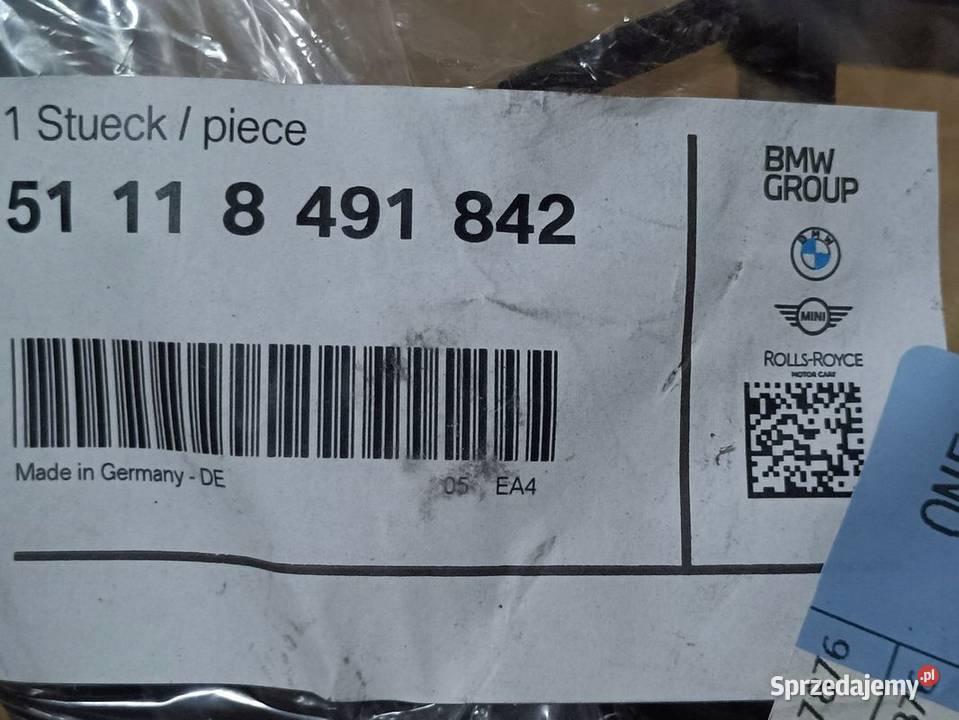 1 Stueck / piece
51 11 8 491 842
Made in Germany - DE
05 EA4
BMW
GROUP
BMW
MINI
ROLLS-ROYCE
MOTOR CARS
Sprzedajemy.pl